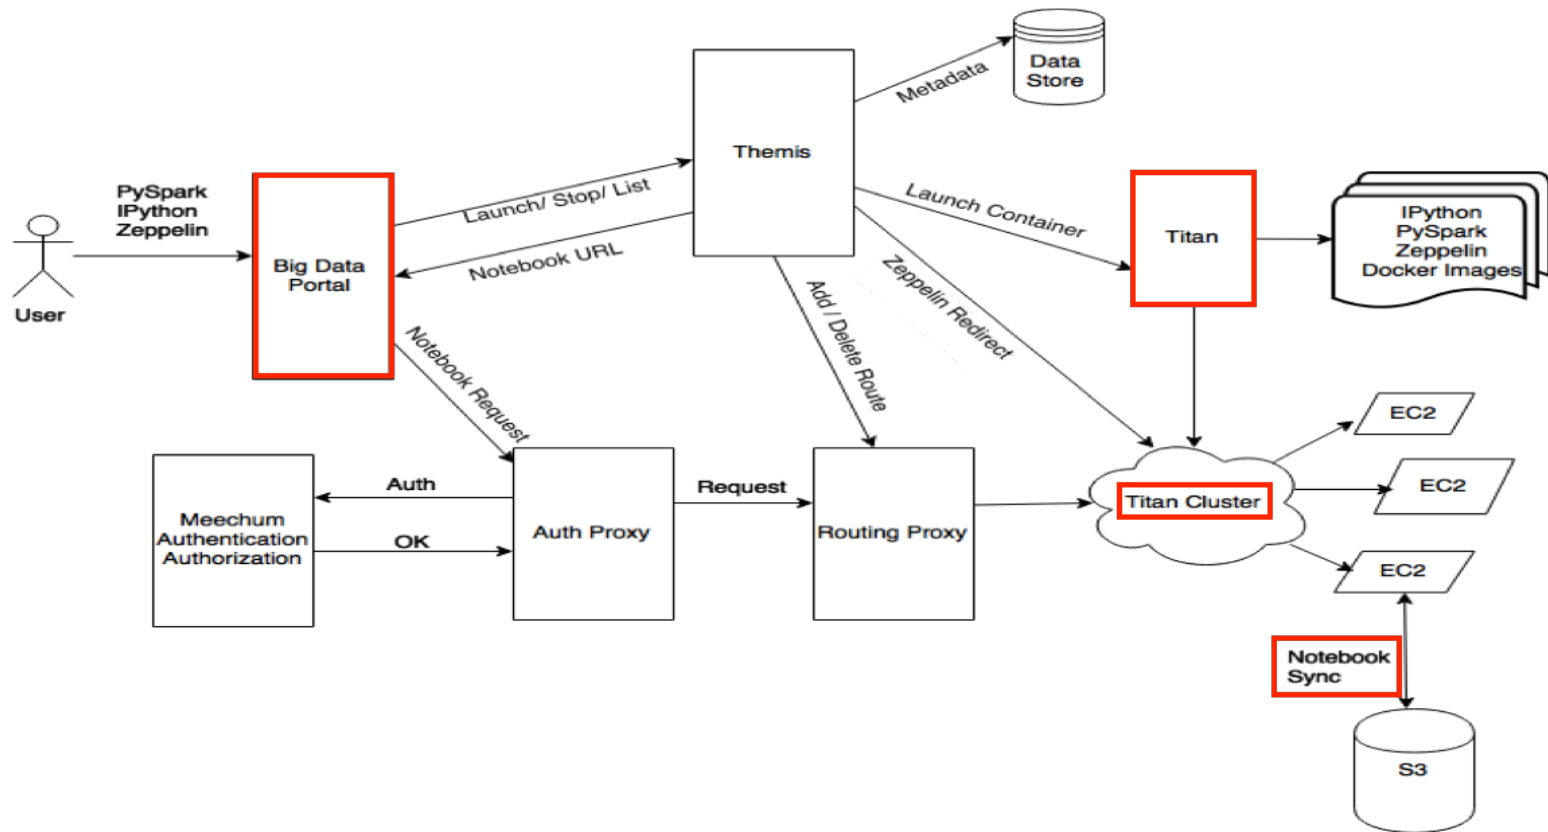 Data
Store
Metadata
Themis
PySpark
IPython
Zeppelin
Launch/ Stop/ List
Launch Container
Titan
IPython
PySpark
Zeppelin
Docker Images
Big Data
Portal
Notebook URL
User
Add / Delete Route
Zeppelin Redirect
Notebook Request
EC2
Auth
Request
Titan Cluster
EC2
Meechum
Authentication
Authorization
OK
Auth Proxy
Routing Proxy
EC2
Notebook
Sync
S3